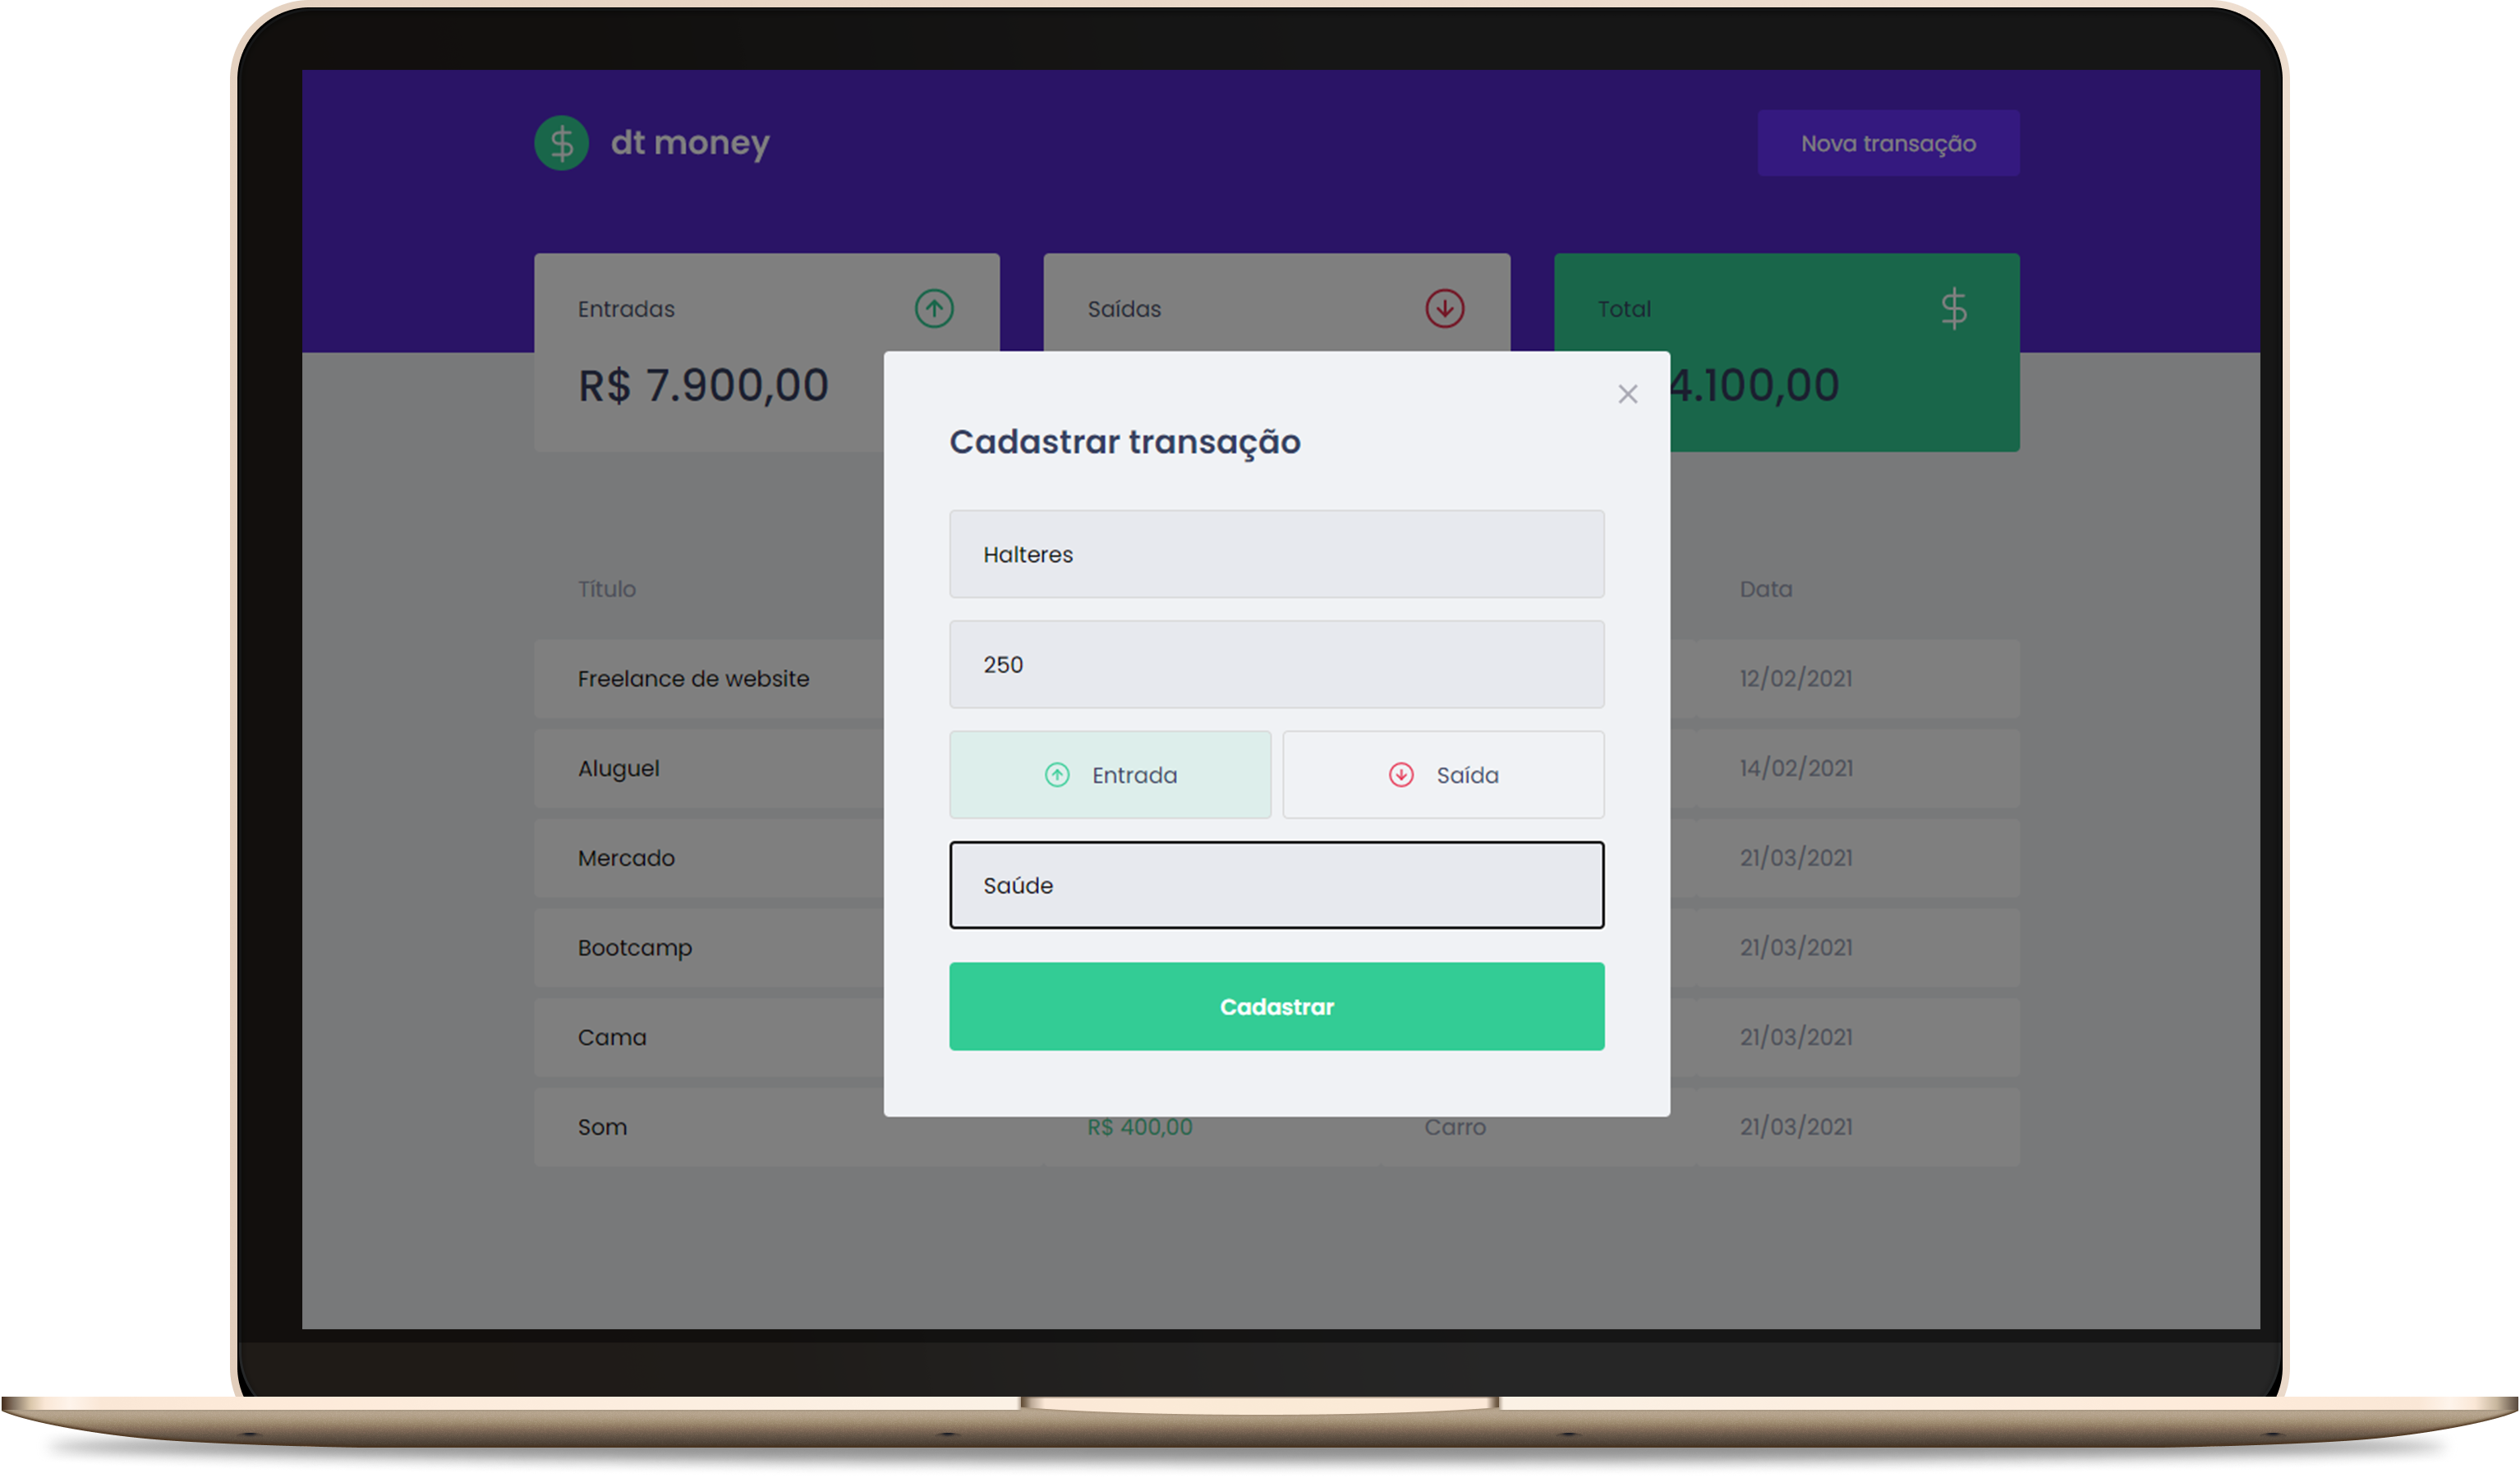 dt money
Nova transação
Entradas
Saídas
Total
R$ 7.900,00
4.100,00
Cadastrar transação
Halteres
250
Entrada
Saída
Saúde
Cadastrar
Título
Data
Freelance de website
12/02/2021
Aluguel
14/02/2021
Mercado
21/03/2021
Bootcamp
21/03/2021
Cama
21/03/2021
Som
R$ 400,00
Carro
21/03/2021